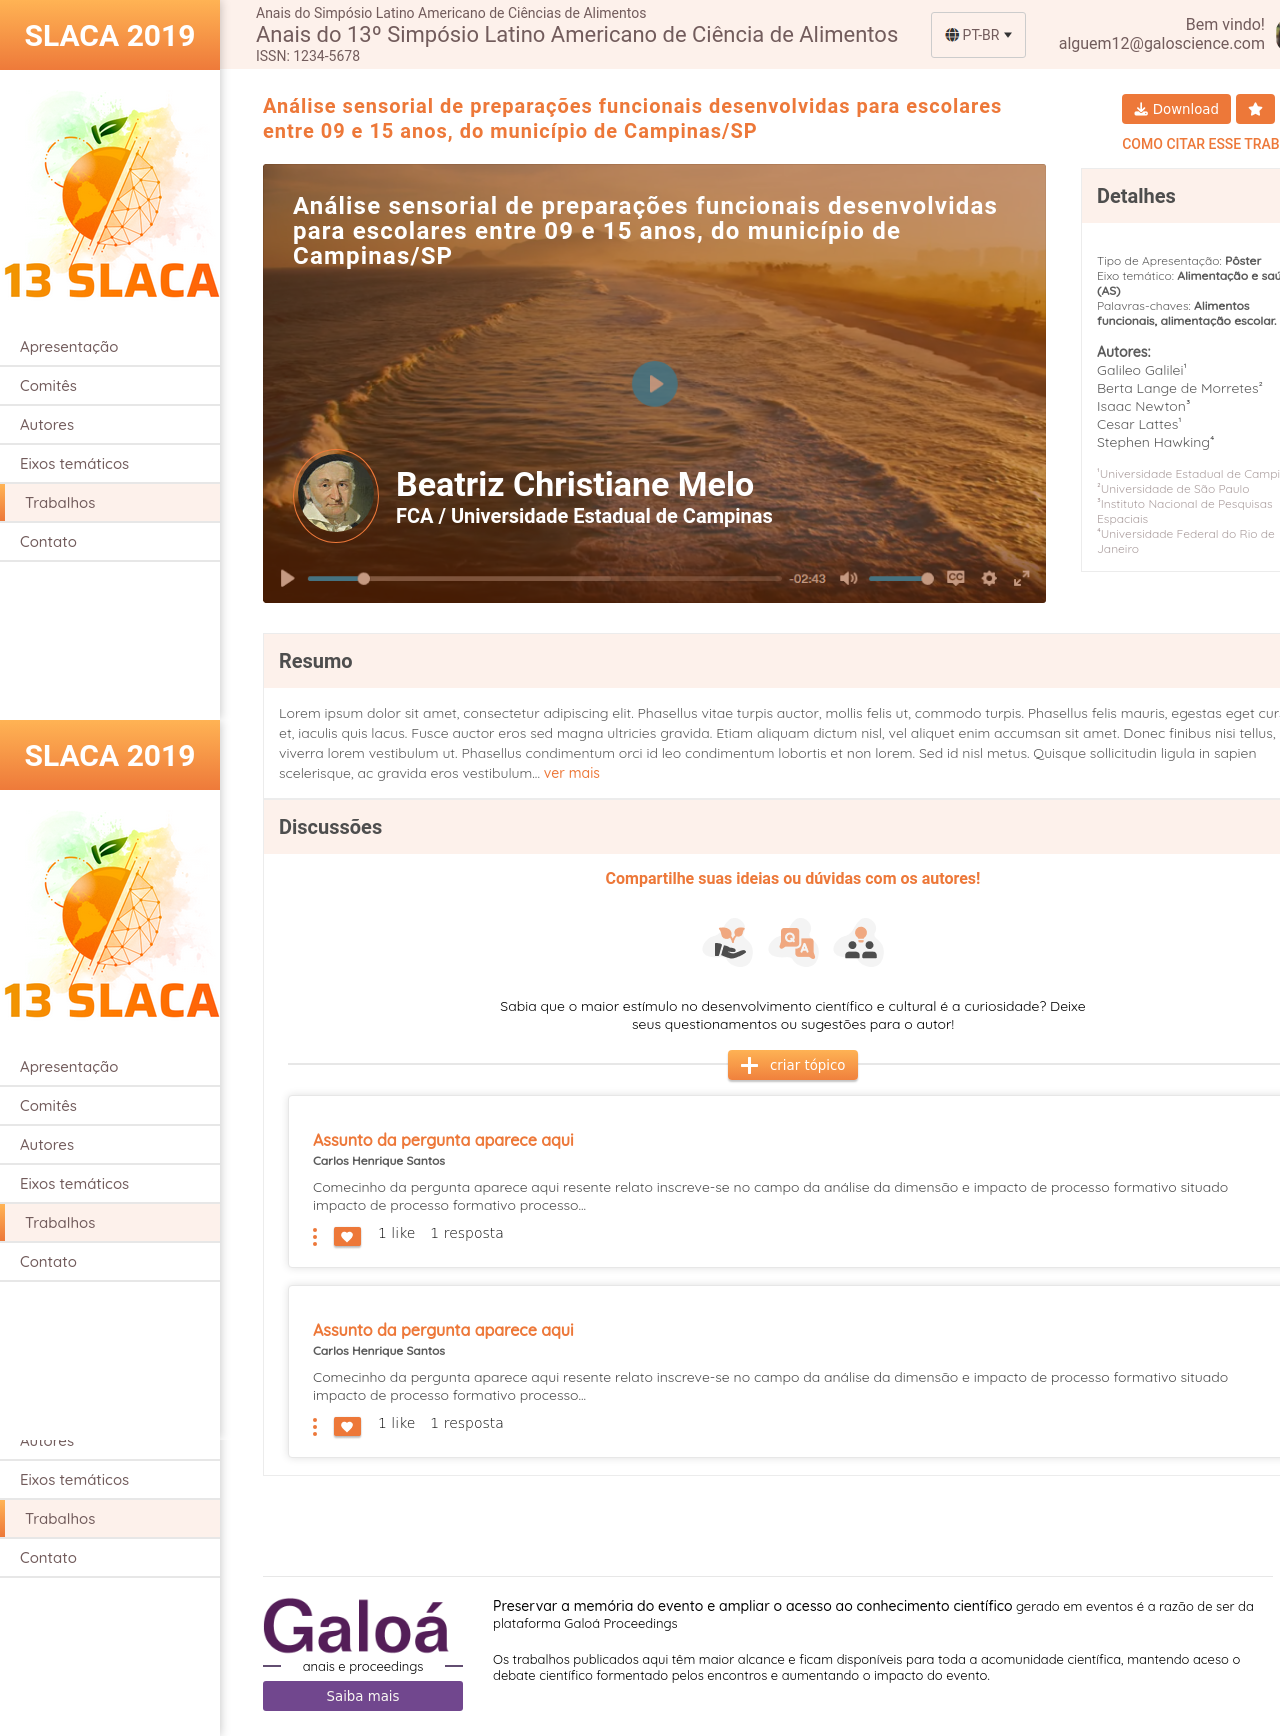 SLACA 2019
13 SLACA
Apresentação
Comitês
Autores
Eixos temáticos
Trabalhos
Contato
SLACA 2019
13 SLACA
Apresentação
Comitês
Autores
Eixos temáticos
Trabalhos
Contato
Autores
Eixos temáticos
Trabalhos
Contato
Anais do Simpósio Latino Americano de Ciências de Alimentos
Anais do 13º Simpósio Latino Americano de Ciência de Alimentos
ISSN: 1234-5678
PT-BR
Bem vindo!
alguem12@galoscience.com
Análise sensorial de preparações funcionais desenvolvidas para escolares
entre 09 e 15 anos, do município de Campinas/SP
Download
COMO CITAR ESSE TRAB
Análise sensorial de preparações funcionais desenvolvidas
para escolares entre 09 e 15 anos, do município de
Campinas/SP
Beatriz Christiane Melo
FCA / Universidade Estadual de Campinas
-02:43
CC
Detalhes
Tipo de Apresentação: Pôster
Eixo temático: Alimentação e saú
(AS)
Palavras-chaves: Alimentos
funcionais, alimentação escolar.
Autores:
Galileo Galilei¹
Berta Lange de Morretes²
Isaac Newton³
Cesar Lattes¹
Stephen Hawking⁴
¹Universidade Estadual de Campi
²Universidade de São Paulo
³Instituto Nacional de Pesquisas
Espaciais
⁴Universidade Federal do Rio de
Janeiro
Resumo
Lorem ipsum dolor sit amet, consectetur adipiscing elit. Phasellus vitae turpis auctor, mollis felis ut, commodo turpis. Phasellus felis mauris, egestas eget cur
et, iaculis quis lacus. Fusce auctor eros sed magna ultricies gravida. Etiam aliquam dictum nisl, vel aliquet enim accumsan sit amet. Donec finibus nisi tellus,
viverra lorem vestibulum ut. Phasellus condimentum orci id leo condimentum lobortis et non lorem. Sed id nisl metus. Quisque sollicitudin ligula in sapien
scelerisque, ac gravida eros vestibulum... ver mais
Discussões
Compartilhe suas ideias ou dúvidas com os autores!
Q
A
Sabia que o maior estímulo no desenvolvimento científico e cultural é a curiosidade? Deixe
seus questionamentos ou sugestões para o autor!
criar tópico
Assunto da pergunta aparece aqui
Carlos Henrique Santos
Comecinho da pergunta aparece aqui resente relato inscreve-se no campo da análise da dimensão e impacto de processo formativo situado
impacto de processo formativo processo...
1 like 1 resposta
Assunto da pergunta aparece aqui
Carlos Henrique Santos
Comecinho da pergunta aparece aqui resente relato inscreve-se no campo da análise da dimensão e impacto de processo formativo situado
impacto de processo formativo processo...
1 like 1 resposta
Galoá
anais e proceedings
Saiba mais
Preservar a memória do evento e ampliar o acesso ao conhecimento científico gerado em eventos é a razão de ser da
plataforma Galoá Proceedings
Os trabalhos publicados aqui têm maior alcance e ficam disponíveis para toda a acomunidade científica, mantendo aceso o
debate científico formentado pelos encontros e aumentando o impacto do evento.